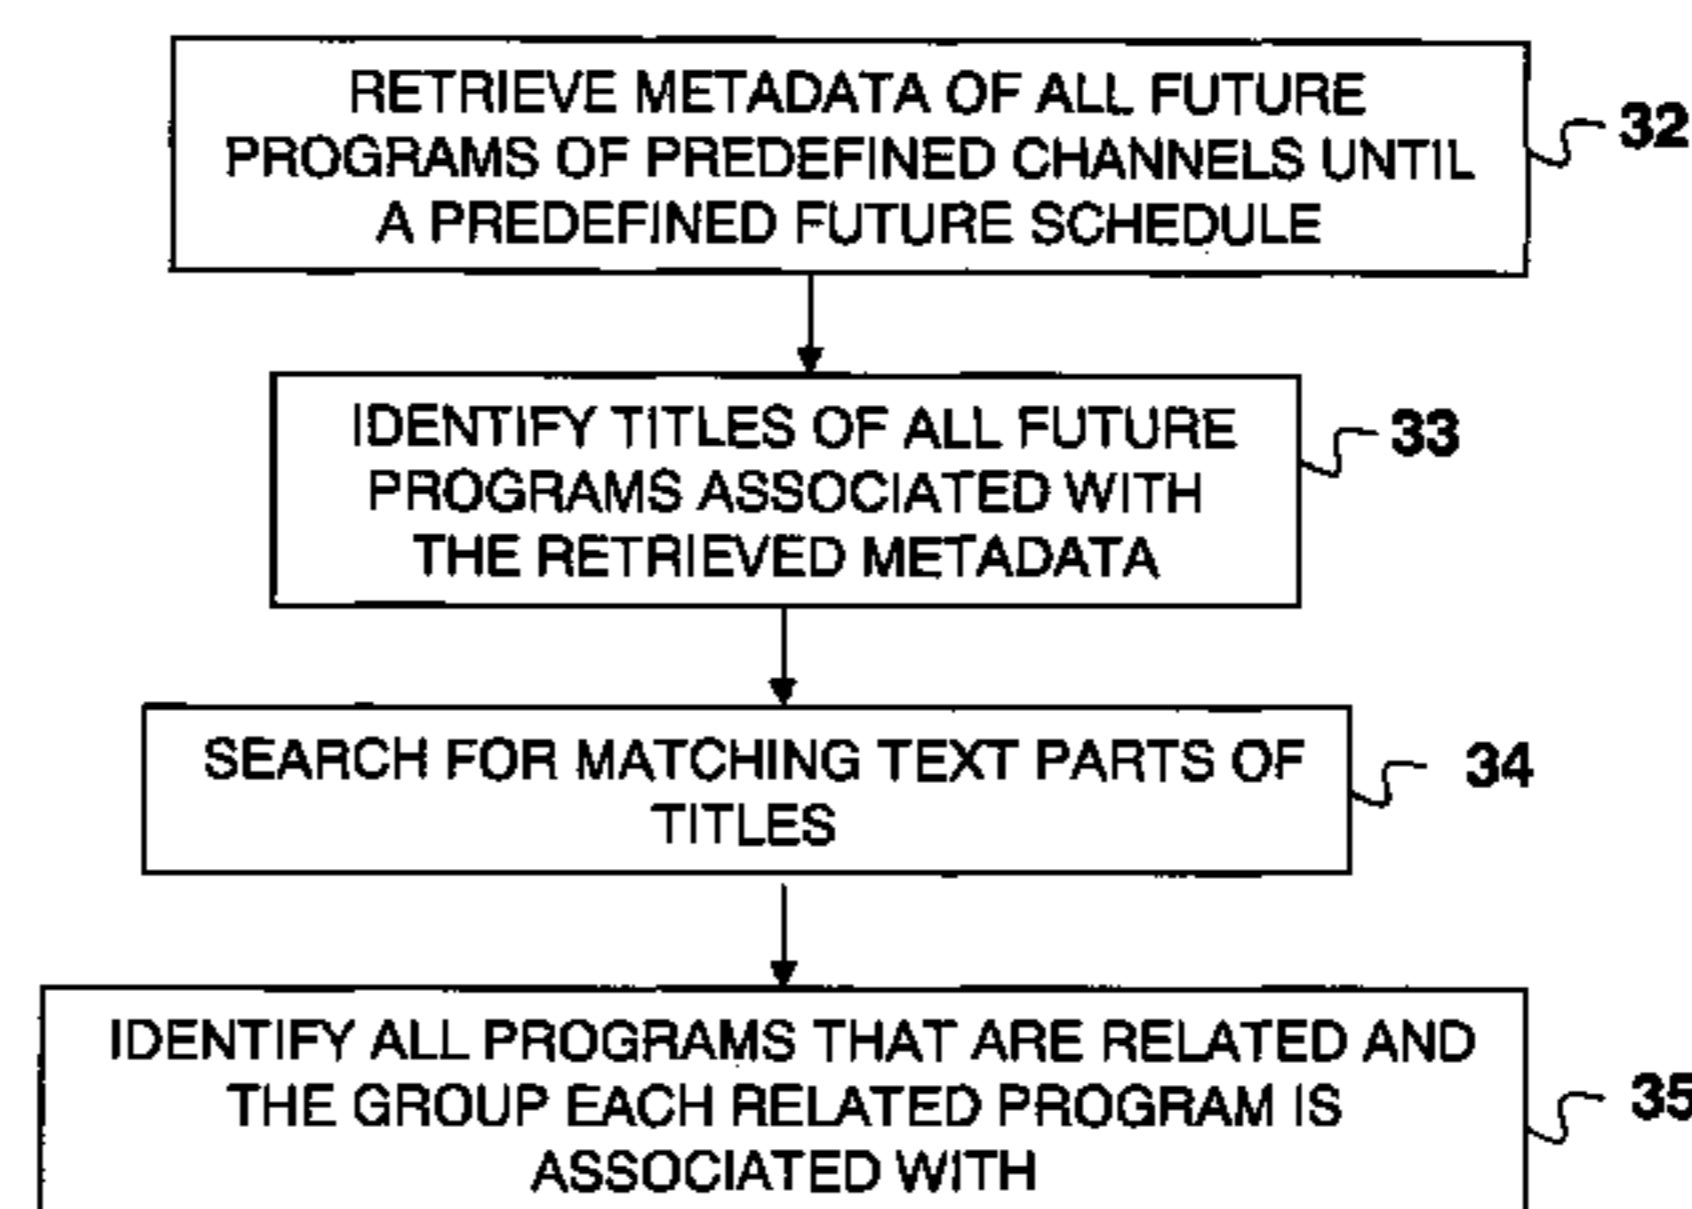 RETRIEVE METADATA OF ALL FUTURE
PROGRAMS OF PREDEFINED CHANNELS UNTIL
A PREDEFINED FUTURE SCHEDULE
32
IDENTIFY TITLES OF ALL FUTURE
PROGRAMS ASSOCIATED WITH
THE RETRIEVED METADATA
33
SEARCH FOR MATCHING TEXT PARTS OF
TITLES
34
IDENTIFY ALL PROGRAMS THAT ARE RELATED AND
THE GROUP EACH RELATED PROGRAM IS
ASSOCIATED WITH
35